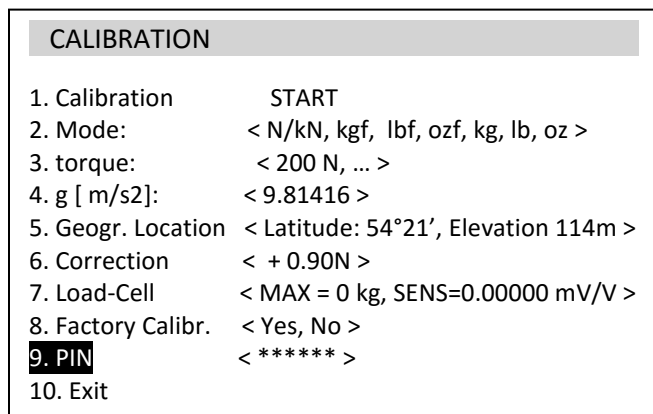 CALIBRATION
1. Calibration START
2. Mode: < N/kN, kgf, lbf, ozf, kg, lb, oz >
3. torque: < 200 N, … >
4. g [ m/s2]: < 9.81416 >
5. Geogr. Location < Latitude: 54°21’, Elevation 114m >
6. Correction < + 0.90N >
7. Load-Cell < MAX = 0 kg, SENS=0.00000 mV/V >
8. Factory Calibr. < Yes, No >
9. PIN < ****** >
10. Exit